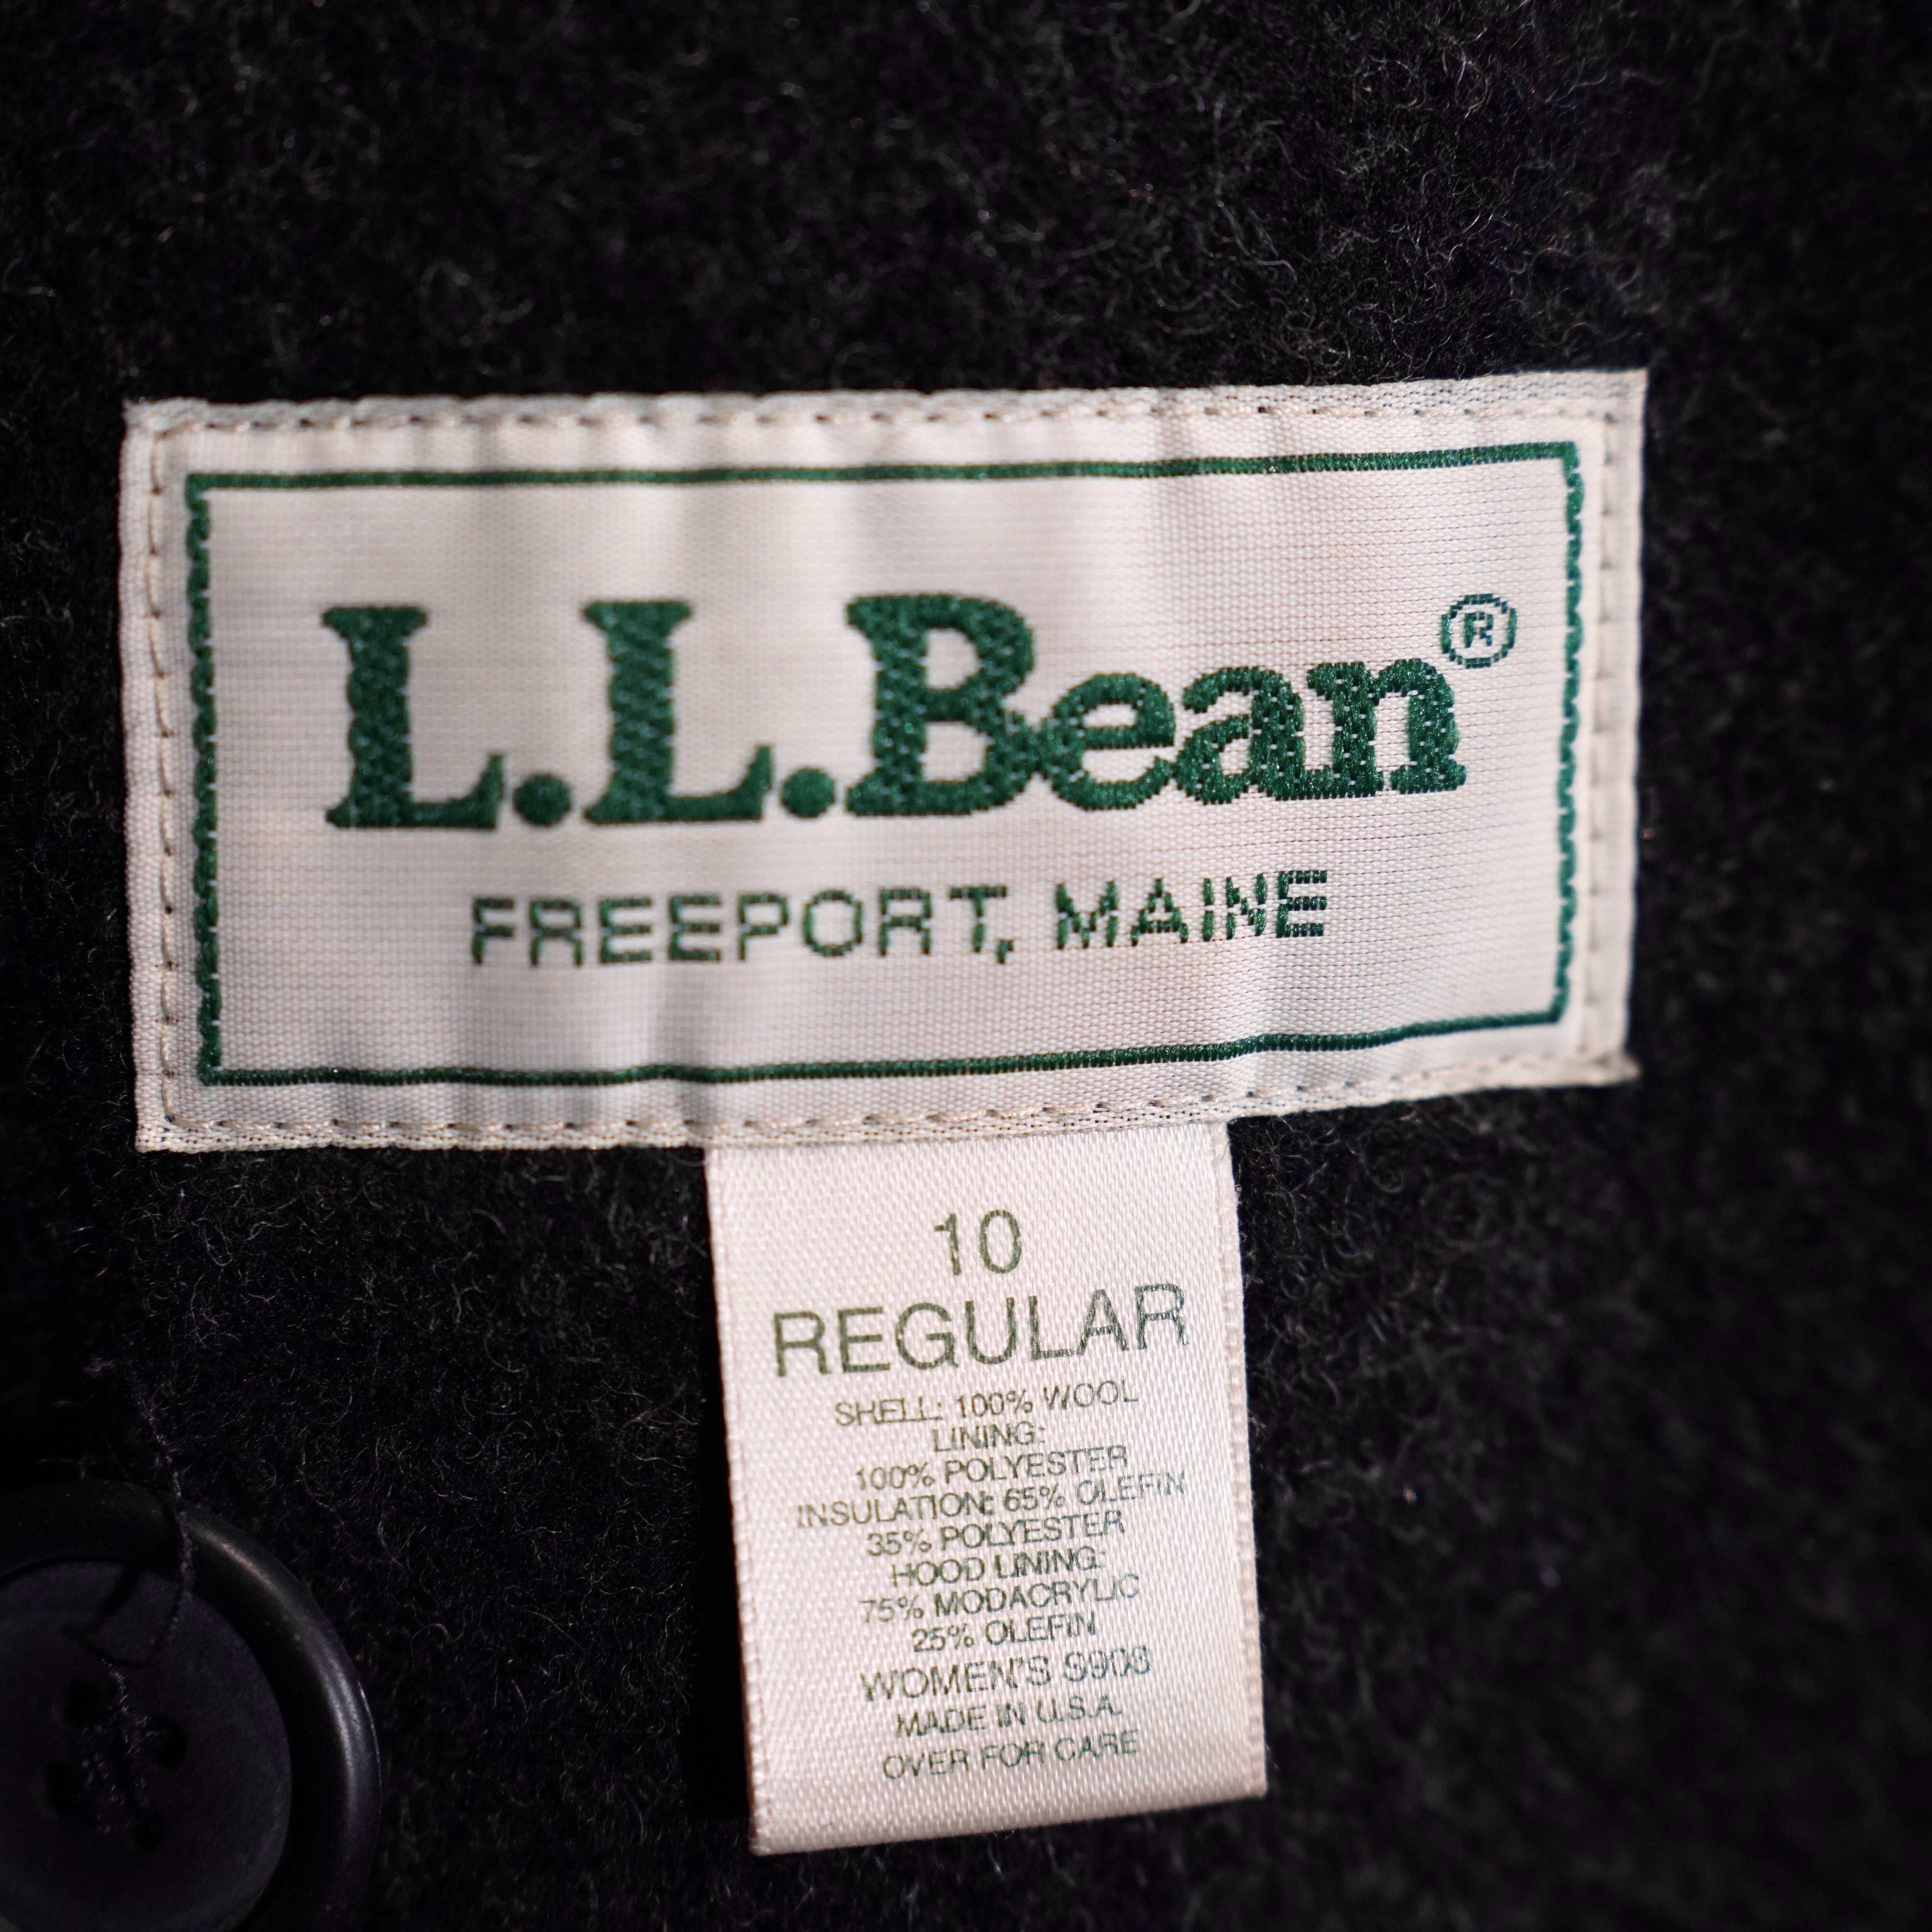 L.L.Bean®
FREEPORT, MAINE
10
REGULAR
SHELL: 100% WOOL
LINING:
100% POLYESTER
INSULATION: 65% OLEFIN
35% POLYESTER
HOOD LINING:
75% MODACRYLIC
25% OLEFIN
WOMEN'S S908
MADE IN U.S.A.
OVER FOR CARE